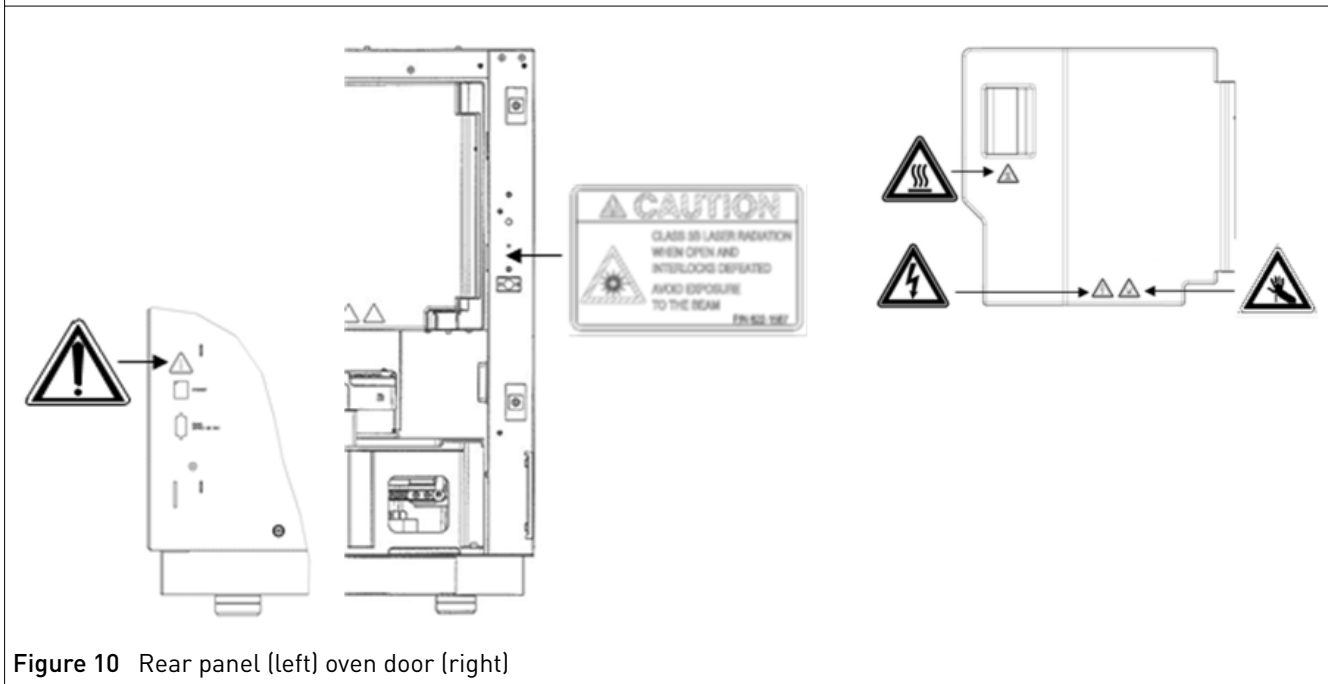 CAUTION
CLASS 3B LASER RADIATION
WHEN OPEN AND
INTERLOCKS DEFEATED
AVOID EXPOSURE
TO THE BEAM
Figure 10 Rear panel (left) oven door (right)